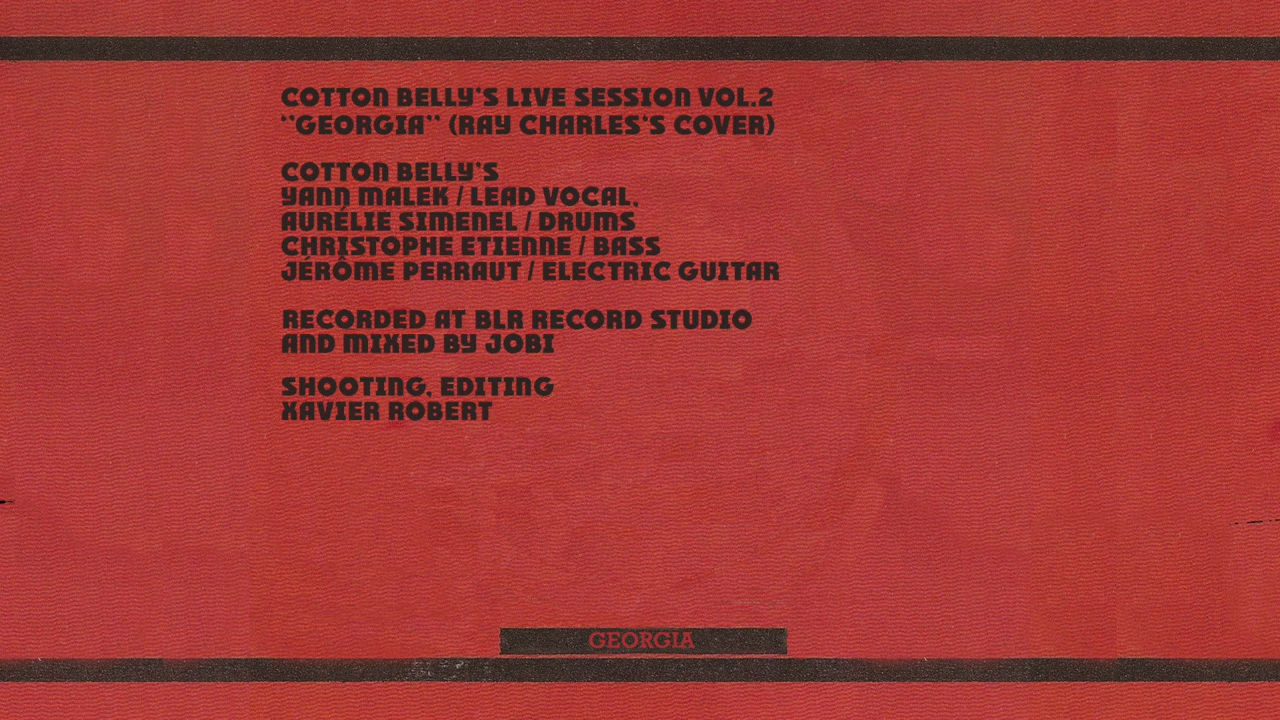 COTTON BELLY'S LIVE SESSION VOL.2
"GEORGIA" (RAY CHARLES'S COVER)
COTTON BELLY'S
YANN MALEK / LEAD VOCAL,
AURÉLIE SIMENEL / DRUMS
CHRISTOPHE ETIENNE / BASS
JÉRÔME PERRAUT / ELECTRIC GUITAR
RECORDED AT BLR RECORD STUDIO
AND MIXED BY JOBI
SHOOTING, EDITING
XAVIER ROBERT
GEORGIA